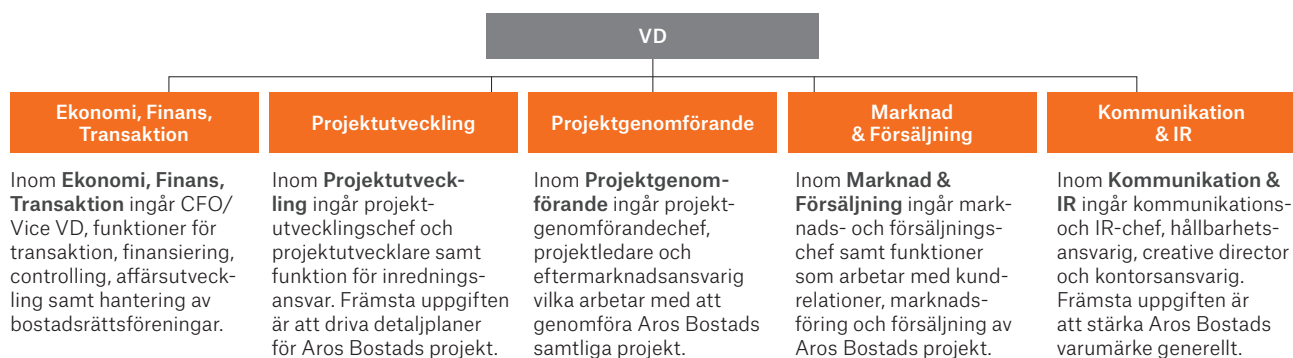 VD
Ekonomi, Finans,
Transaktion
Projektutveckling
Projektgenomförande
Marknad
& Försäljning
Kommunikation
& IR
Inom Ekonomi, Finans,
Transaktion ingår CFO/
Vice VD, funktioner för
transaktion, finansiering,
controlling, affärsutveck-
ling samt hantering av
bostadsrättsföreningar.
Inom Projektutveck-
ling ingår projekt-
utvecklingschef och
projektutvecklare samt
funktion för inrednings-
ansvar. Främsta uppgiften
är att driva detaljplaner
för Aros Bostads projekt.
Inom Projektgenom-
förande ingår projekt-
genomförandechef,
projektledare och
eftermarknadsansvarig
vilka arbetar med att
genomföra Aros Bostads
samtliga projekt.
Inom Marknad &
Försäljning ingår mark-
nads- och försäljnings-
chef samt funktioner
som arbetar med kund-
relationer, marknads-
föring och försäljning av
Aros Bostads projekt.
Inom Kommunikation &
IR ingår kommunikations-
och IR-chef, hållbarhets-
ansvarig, creative director
och kontorsansvarig.
Främsta uppgiften är
att stärka Aros Bostads
varumärke generellt.